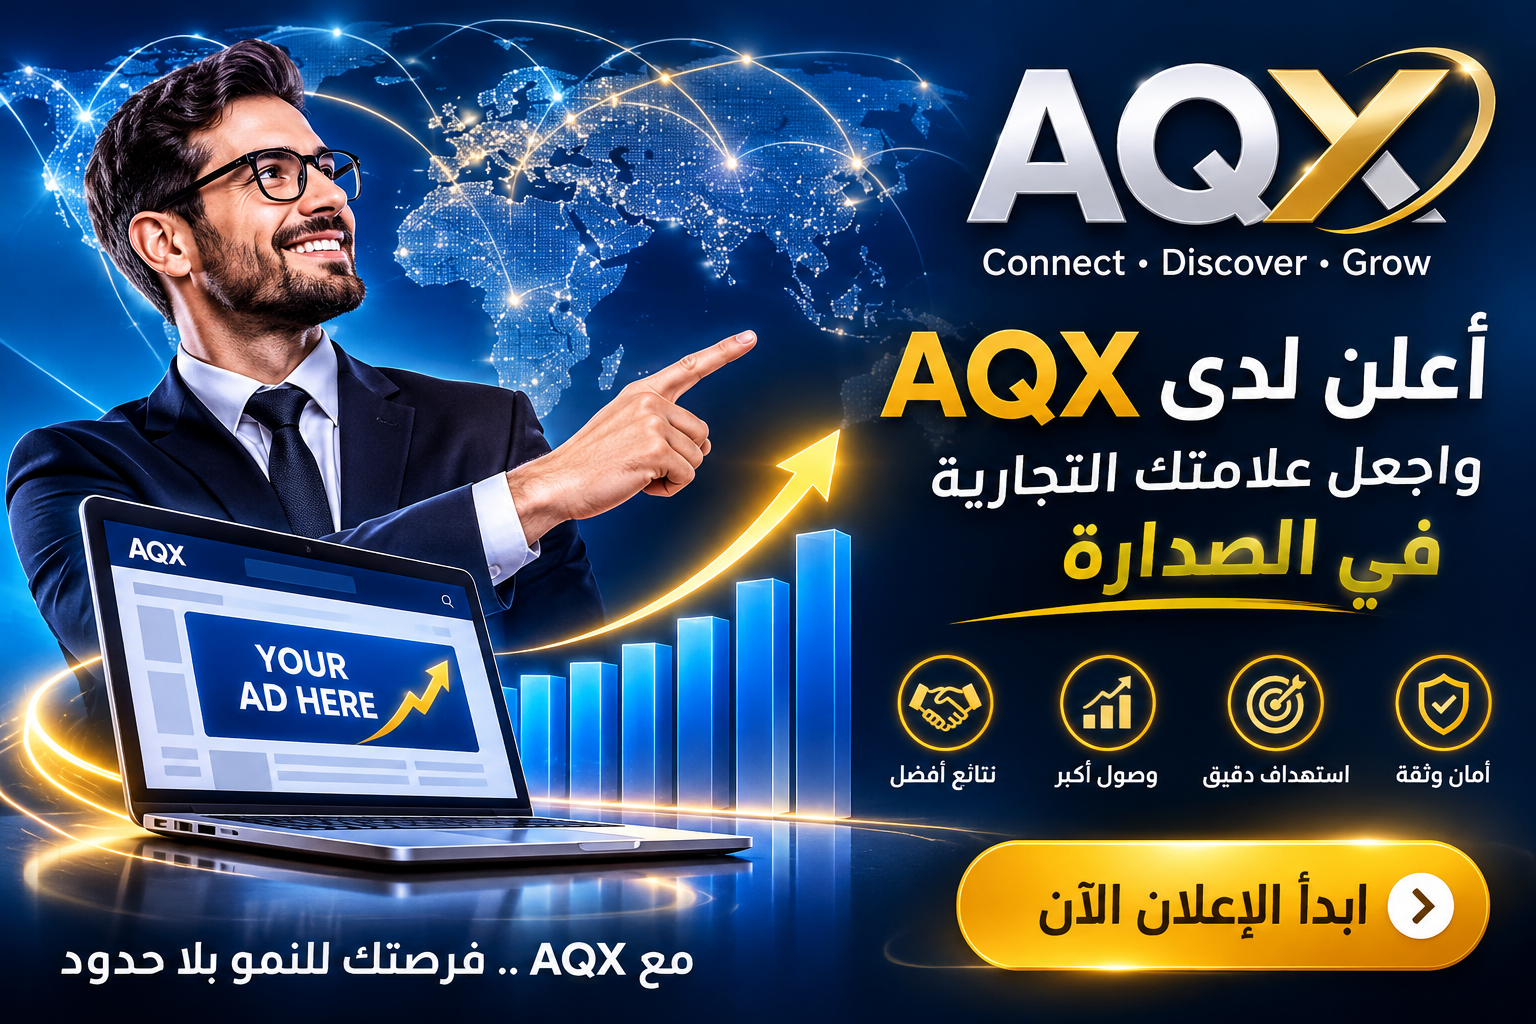 AQX
Connect • Discover • Grow
أعلن لدى AQX
واجعل علامتك التجارية
في الصدارة
أمان وثقة
استهداف دقيق
وصول أكبر
نتائج أفضل
ابدأ الإعلان الآن
AQX
YOUR
AD HERE
مع AQX .. فرصتك للنمو بلا حدود